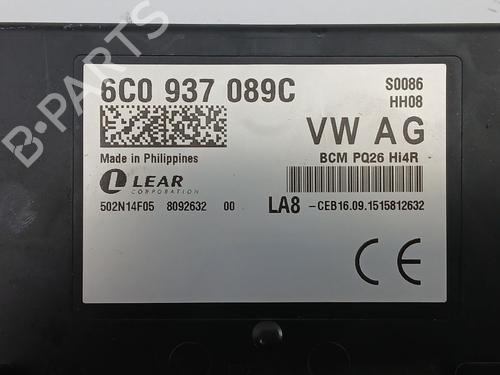 6C0 937 089C
S0086
HH08
VW AG
Made in Philippines
BCM PQ26 Hi4R
LEAR
CORPORATION
502N14F05 8092632 00
LA8 -CEB16.09.1515812632
CE
B-PARTS